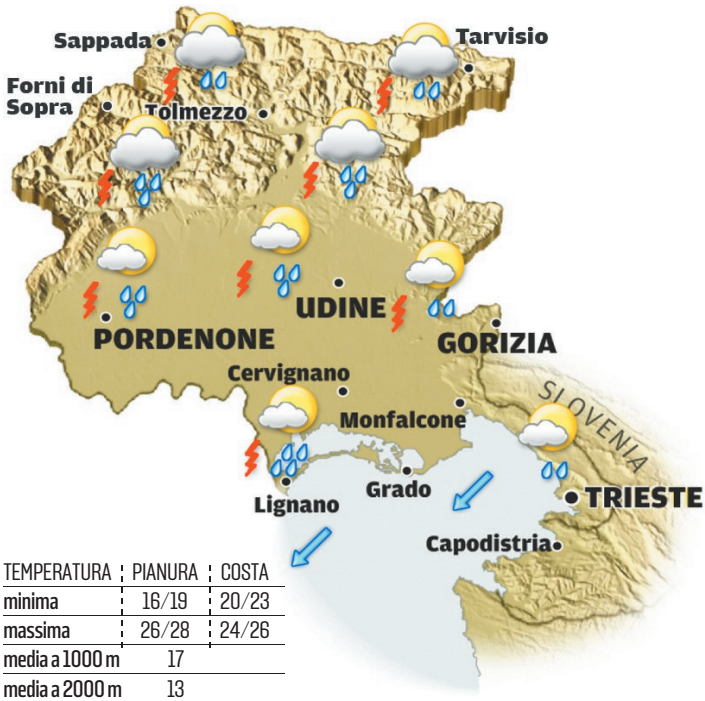 Sappada
Tarvisio
Forni di
Sopra
Tolmezzo
UDINE
PORDENONE
GORIZIA
Cervignano
SLOVENIA
Monfalcone
Grado
Lignano
TRIESTE
Capodistria
TEMPERATURA PIANURA COSTA
minima 16/19 20/23
massima 26/28 24/26
media a 1000 m 17
media a 2000 m 13